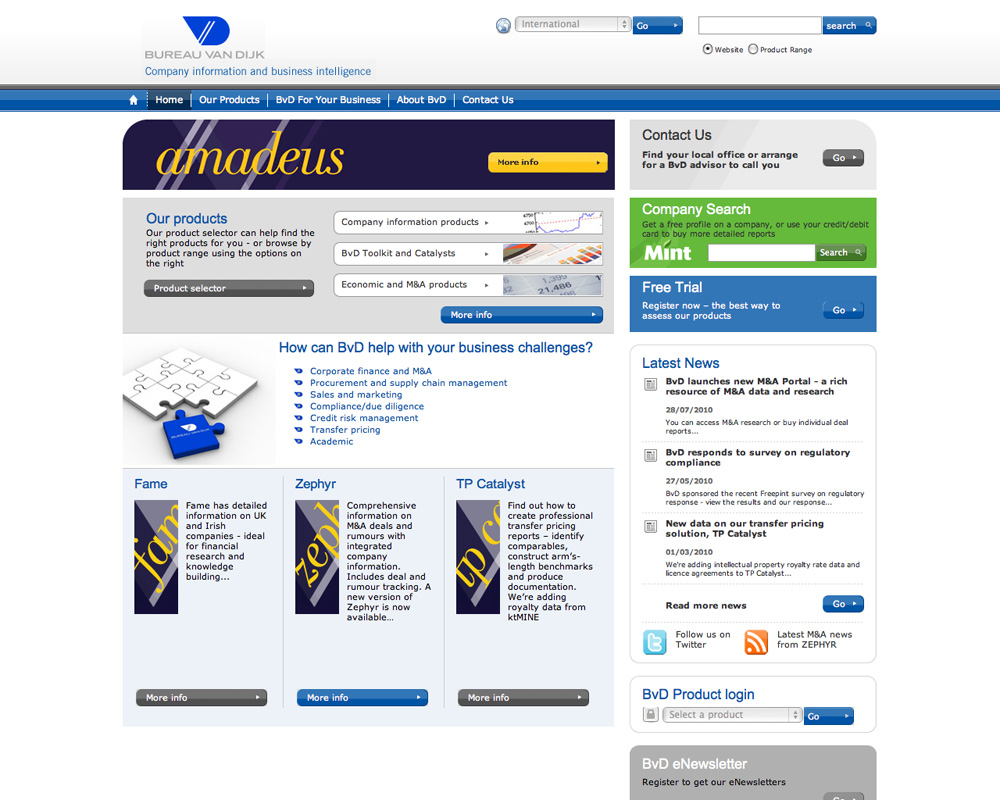 International
Go
search
Website
Product Range
BUREAU VAN DIJK
Company information and business intelligence
Home
Our Products
BvD For Your Business
About BvD
Contact Us
amadeus
More info
Our products
Our product selector can help find the
right products for you - or browse by
product range using the options on
the right
Product selector
Company information products
BvD Toolkit and Catalysts
Economic and M&A products
More info
How can BvD help with your business challenges?
Corporate finance and M&A
Procurement and supply chain management
Sales and marketing
Compliance/due diligence
Credit risk management
Transfer pricing
Academic
Fame
Fame has detailed
information on UK
and Irish
companies - ideal
for financial
research and
knowledge
building...
More info
Zephyr
Comprehensive
information on
M&A deals and
rumours with
integrated
company
information.
Includes deal and
rumour tracking. A
new version of
Zephyr is now
available...
More info
TP Catalyst
Find out how to
create professional
transfer pricing
reports – identify
comparables,
construct arm's-
length benchmarks
and produce
documentation.
We're adding
royalty data from
ktMINE
More info
Contact Us
Find your local office or arrange
for a BvD advisor to call you
Go
Company Search
Get a free profile on a company, or use your credit/debit
card to buy more detailed reports
Mint
Search
Free Trial
Register now – the best way to
assess our products
Go
Latest News
BvD launches new M&A Portal - a rich
resource of M&A data and research
28/07/2010
You can access M&A research or buy individual deal
reports...
BvD responds to survey on regulatory
compliance
27/05/2010
BvD sponsored the recent Freepint survey on regulatory
response - view the results and our response...
New data on our transfer pricing
solution, TP Catalyst
01/03/2010
We're adding intellectual property royalty rate data and
licence agreements to TP Catalyst...
Read more news
Go
Follow us on
Twitter
Latest M&A news
from ZEPHYR
BvD Product login
Select a product
Go
BvD eNewsletter
Register to get our eNewsletters
Go